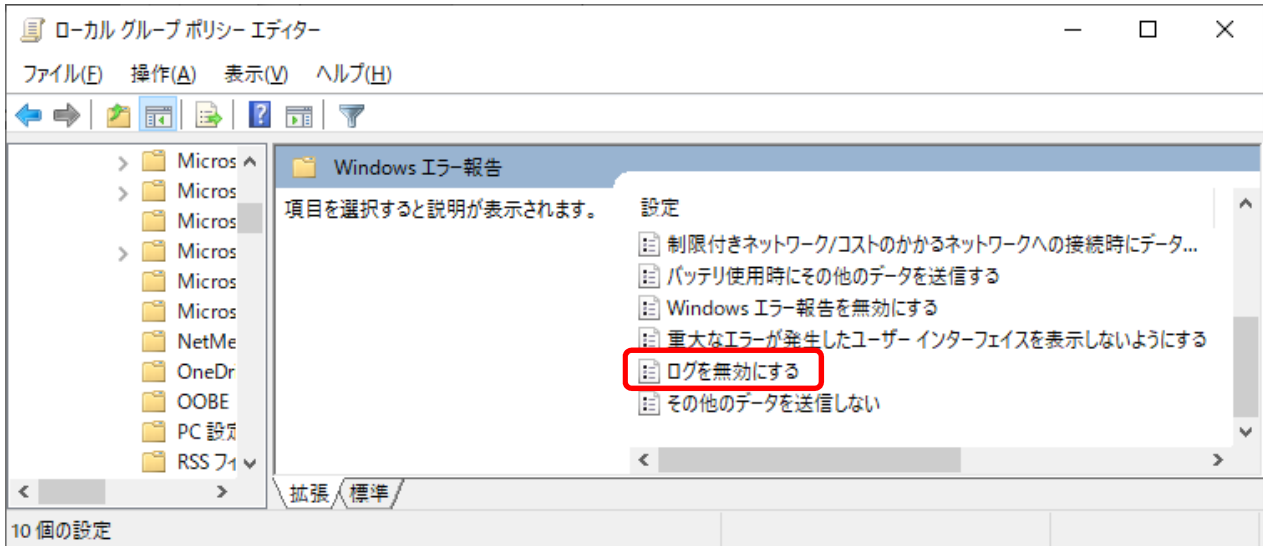 ローカル グループ ポリシー エディター
ファイル(F) 操作(A) 表示(V) ヘルプ(H)
Micros
Micros
Micros
Micros
Micros
Micros
NetMe
OneDr
OOBE
PC 設定
RSS フィ
Windows エラー報告
項目を選択すると説明が表示されます。
設定
制限付きネットワーク/コストのかかるネットワークへの接続時にデータ...
バッテリ使用時にその他のデータを送信する
Windows エラー報告を無効にする
重大なエラーが発生したユーザー インターフェイスを表示しないようにする
ログを無効にする
その他のデータを送信しない
拡張 標準
10 個の設定